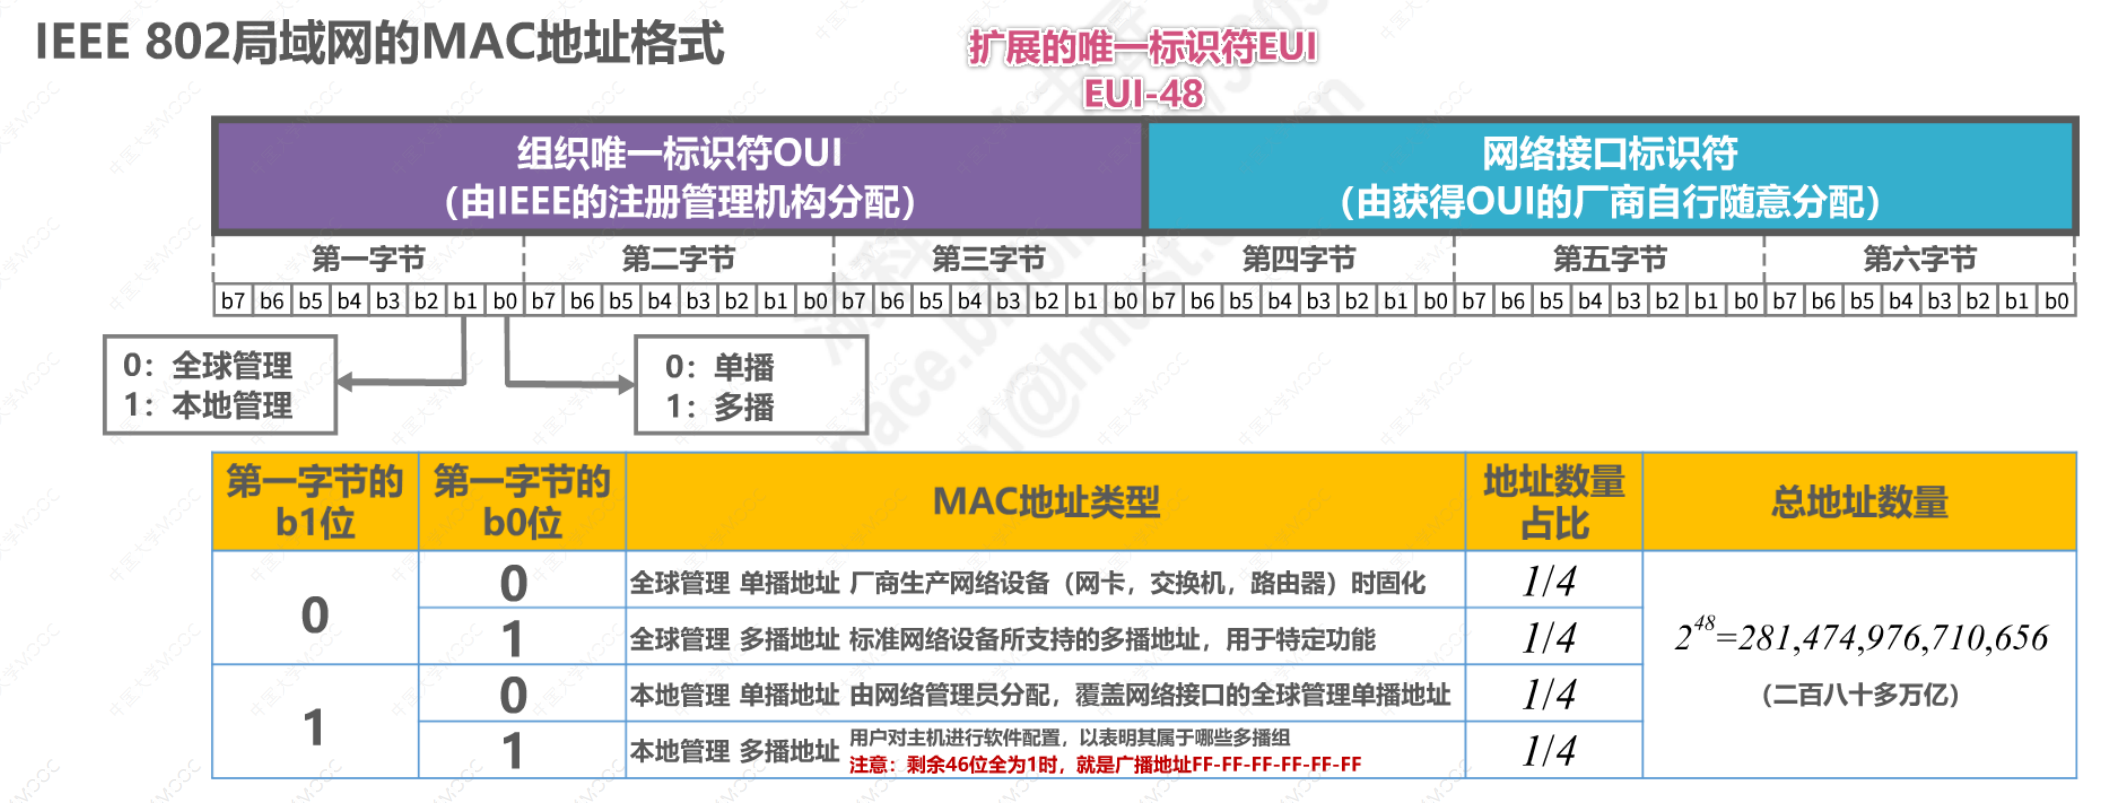 IEEE 802局域网的MAC地址格式
扩展的唯一标识符EUI
EUI-48
组织唯一标识符OUI
（由IEEE的注册管理机构分配）
网络接口标识符
（由获得OUI的厂商自行随意分配）
第一字节 第二字节 第三字节 第四字节 第五字节 第六字节
b7 b6 b5 b4 b3 b2 b1 b0 b7 b6 b5 b4 b3 b2 b1 b0 b7 b6 b5 b4 b3 b2 b1 b0 b7 b6 b5 b4 b3 b2 b1 b0 b7 b6 b5 b4 b3 b2 b1 b0 b7 b6 b5 b4 b3 b2 b1 b0
0：全球管理
1：本地管理
0：单播
1：多播
第一字节的
b1位
第一字节的
b0位
MAC地址类型
地址数量
占比
总地址数量
0
0
全球管理 单播地址 厂商生产网络设备（网卡，交换机，路由器）时固化
1/4
1
全球管理 多播地址 标准网络设备所支持的多播地址，用于特定功能
1/4
1
0
本地管理 单播地址 由网络管理员分配，覆盖网络接口的全球管理单播地址
1/4
1
本地管理 多播地址
用户对主机进行软件配置，以表明其属于哪些多播组
注意：剩余46位全为1时，就是广播地址FF-FF-FF-FF-FF-FF
1/4
2^48=281,474,976,710,656
（二百八十多万亿）
中国大学MOOC